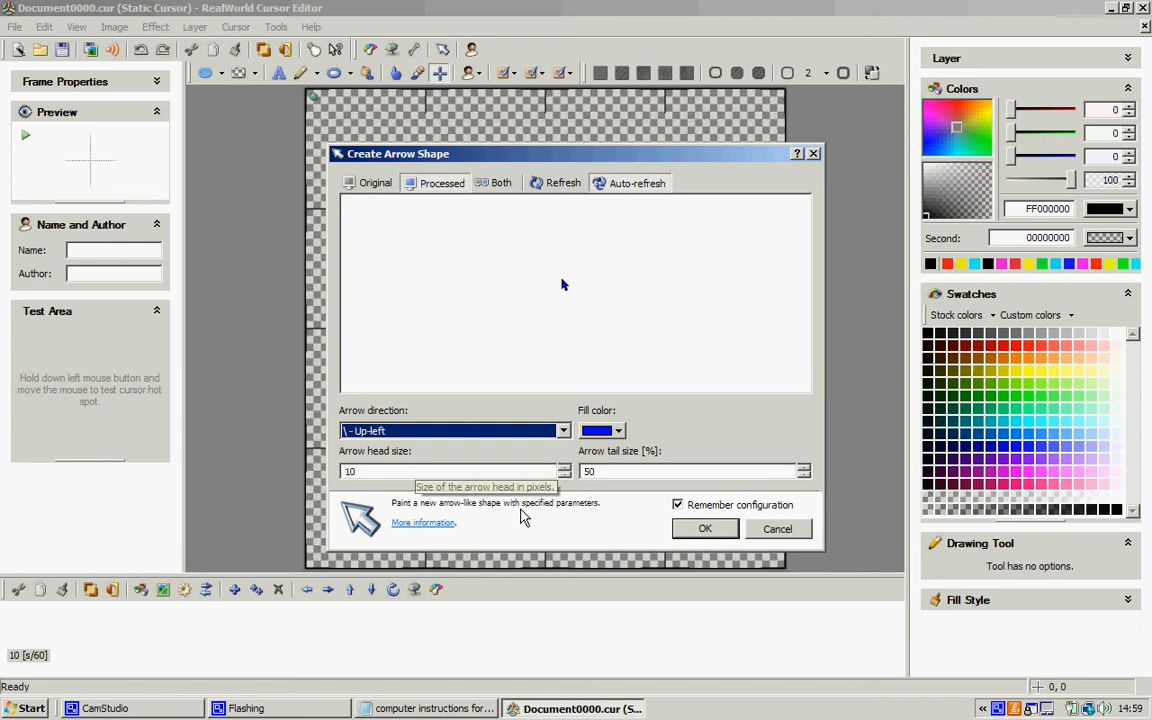 Document0000.cur (Static Cursor) - RealWorld Cursor Editor
File Edit View Image Effect Layer Cursor Tools Help
2
Frame Properties
Preview
Name and Author
Name:
Author:
Test Area
Hold down left mouse button and
move the mouse to test cursor hot
spot.
Create Arrow Shape
Original Processed Both Refresh Auto-refresh
Arrow direction:
Fill color:
\ - Up-left
Arrow head size:
Arrow tail size [%]:
10
50
Size of the arrow head in pixels.
Paint a new arrow-like shape with specified parameters.
More information.
Remember configuration
OK
Cancel
Layer
Colors
0
0
0
100
FF000000
Second:
00000000
Swatches
Stock colors
Custom colors
Drawing Tool
Tool has no options.
Fill Style
10 [s/60]
Ready
0, 0
Start
CamStudio
Flashing
computer instructions for...
Document0000.cur (S...
14:59